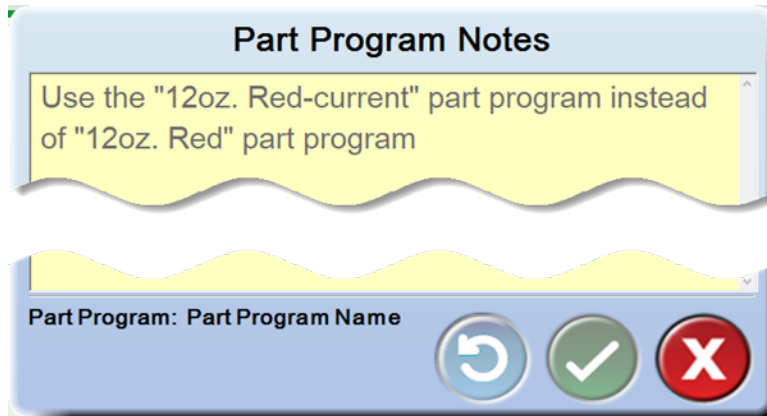 Part Program Notes
Use the "12oz. Red-current" part program instead
of "12oz. Red" part program
Part Program: Part Program Name